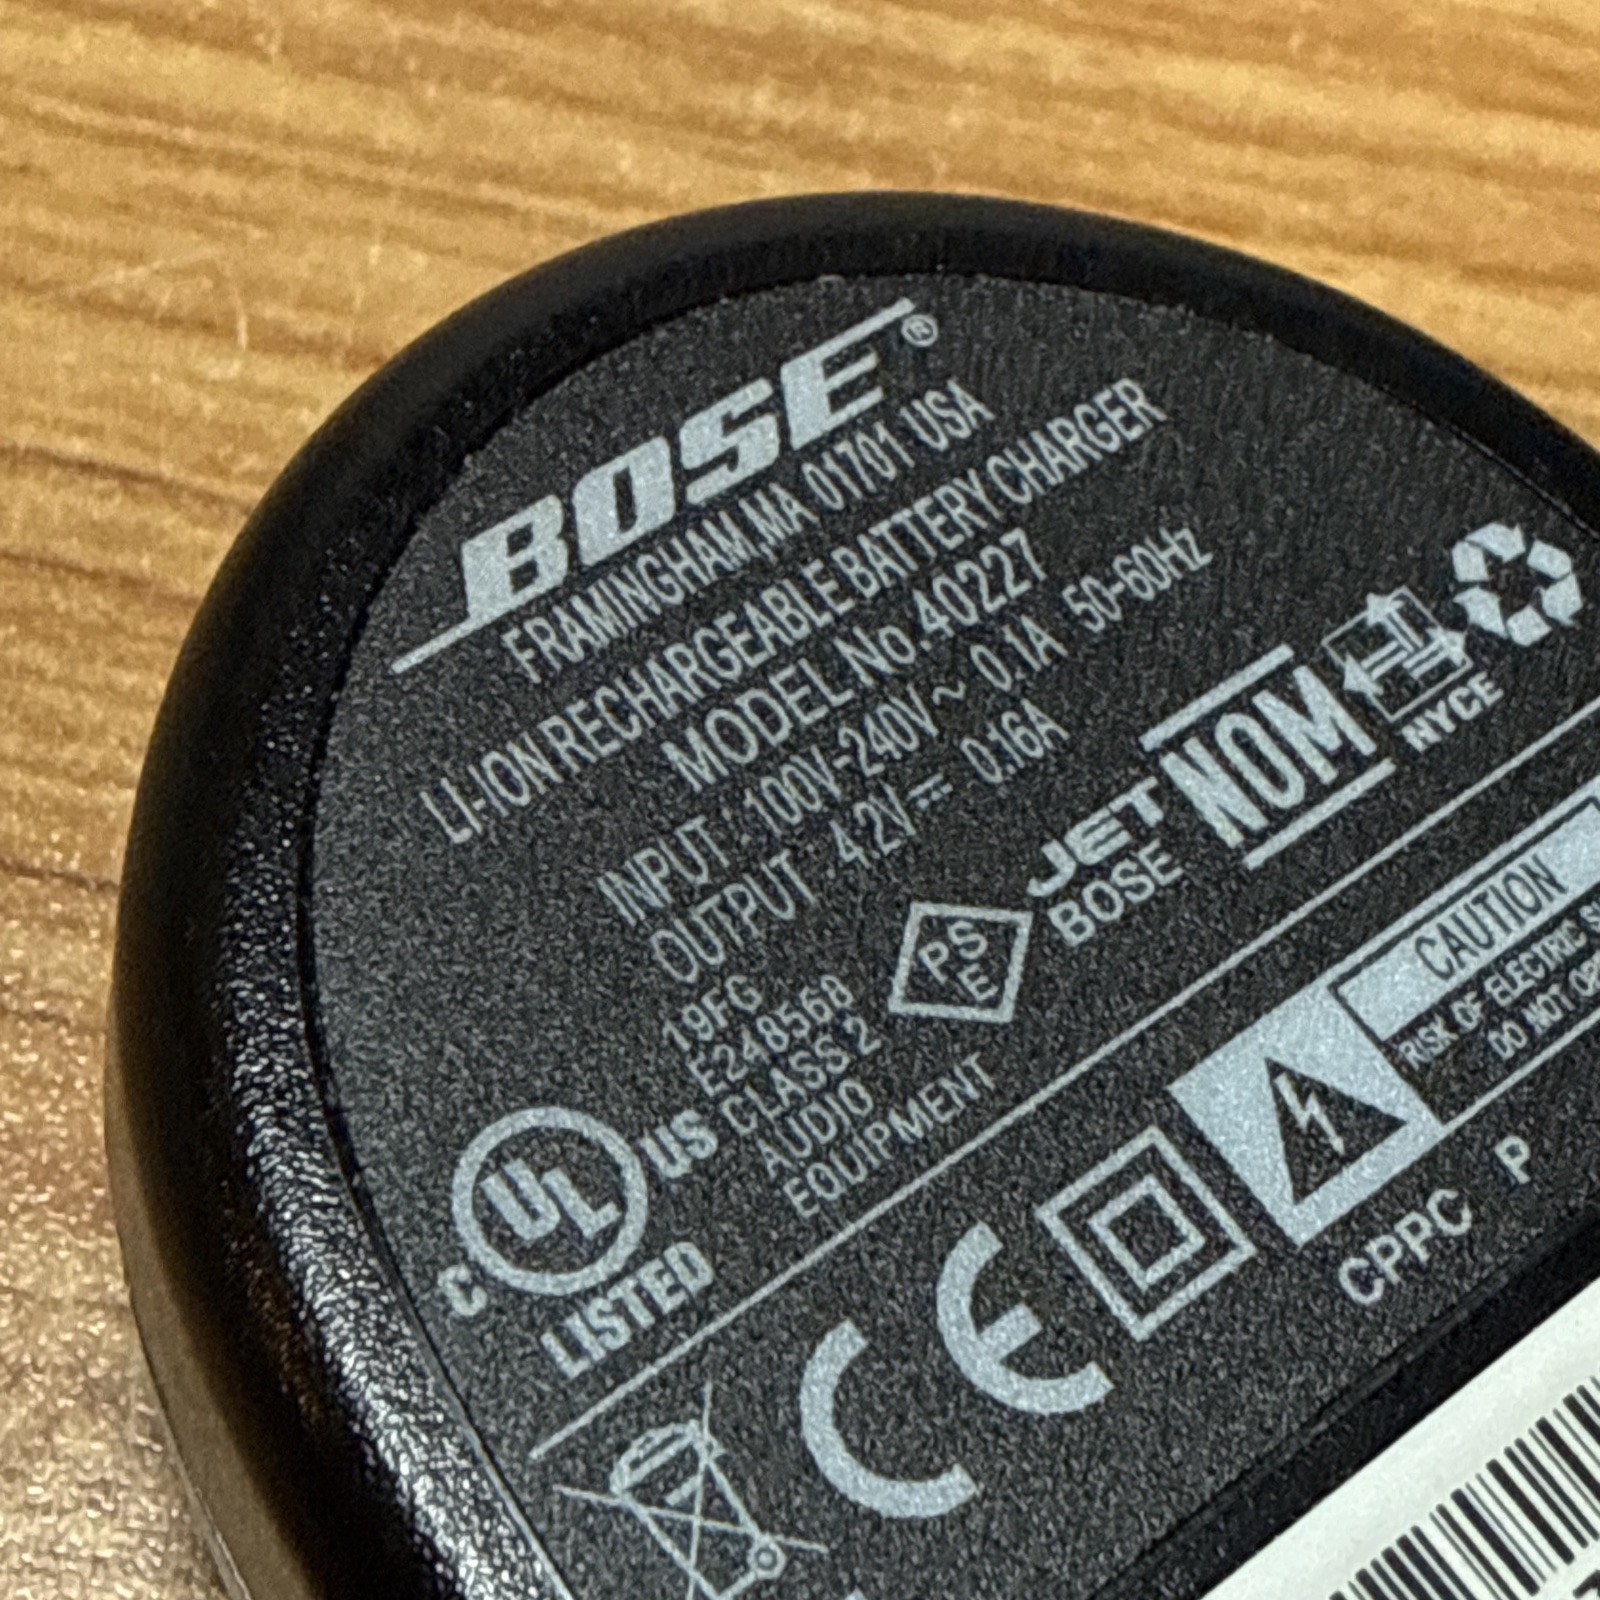 BOSE®
FRAMINGHAM,MA 01701 USA
LI-ION RECHARGEABLE BATTERY CHARGER
MODEL No.40227
INPUT : 100V-240V~ 0.1A 50-60Hz
OUTPUT : 4.2V⎓ 0.16A
JET
BOSE
NOM
NYCE
PSE
19FG
E248568
CLASS 2
AUDIO
EQUIPMENT
C UL US
LISTED
CE
CAUTION
RISK OF ELECTRIC
DO NOT
CPPC P